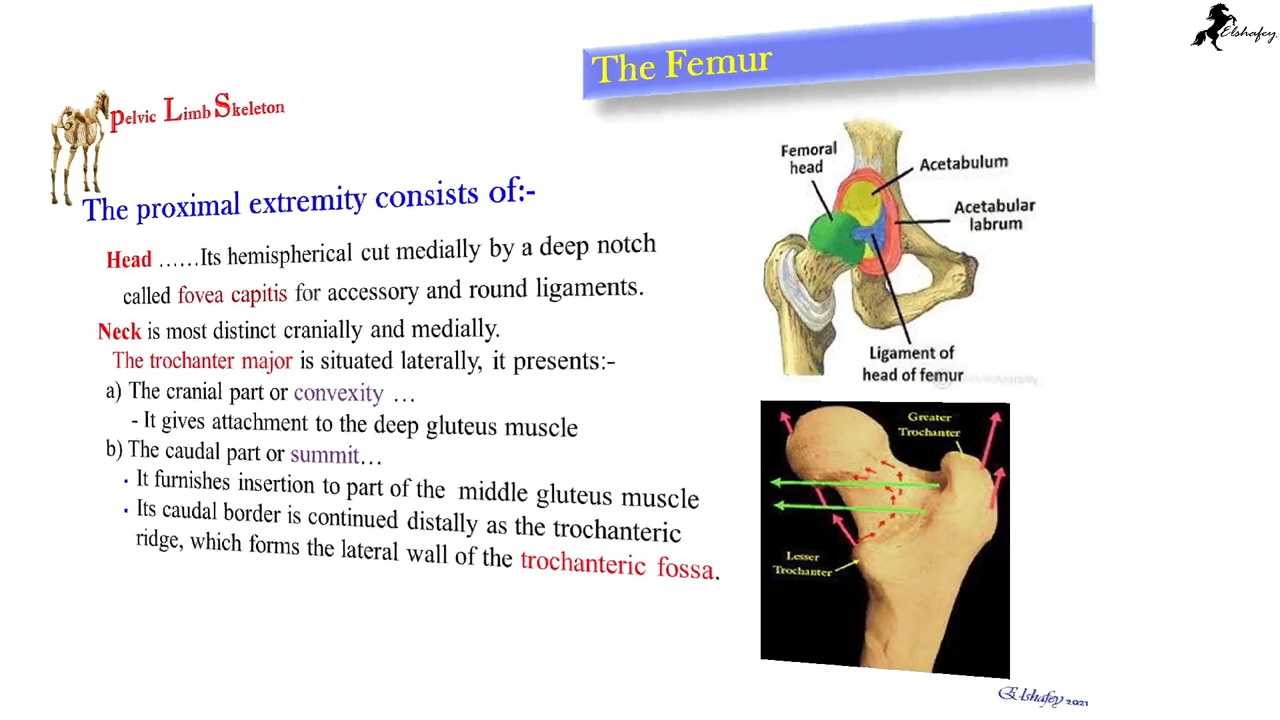 Elshafey
The Femur
Pelvic Limb Skeleton
The proximal extremity consists of:-
Head ……Its hemispherical cut medially by a deep notch
called fovea capitis for accessory and round ligaments.
Neck is most distinct cranially and medially.
The trochanter major is situated laterally, it presents:-
a) The cranial part or convexity …
- It gives attachment to the deep gluteus muscle
b) The caudal part or summit…
· It furnishes insertion to part of the middle gluteus muscle
· Its caudal border is continued distally as the trochanteric
ridge, which forms the lateral wall of the trochanteric fossa.
Femoral
head
Acetabulum
Acetabular
labrum
Ligament of
head of femur
Greater
Trochanter
Lesser
Trochanter
Elshafey 2021